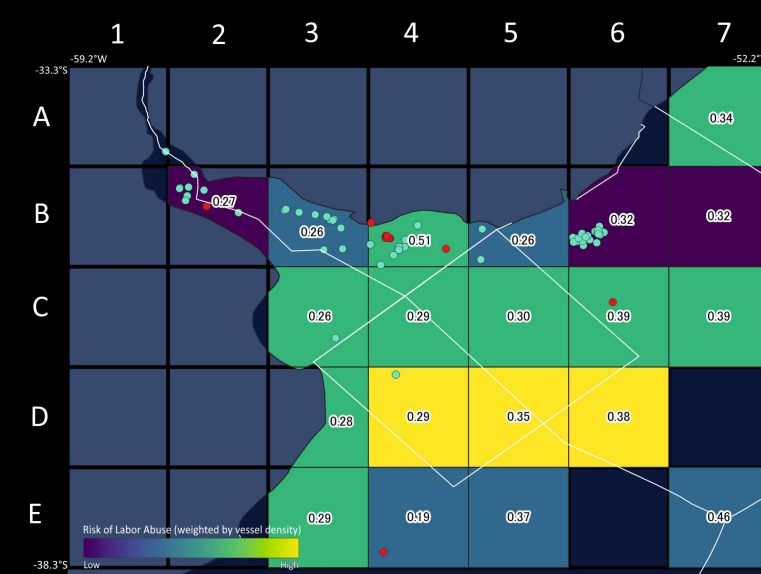 1 2 3 4 5 6 7
-59.2°W -52.2°
-33.3°S
A 0.34
B 0.27 0.26 0.51 0.26 0.32 0.32
C 0.26 0.29 0.30 0.39 0.39
D 0.28 0.29 0.35 0.38
E 0.29 0.19 0.37 0.46
Risk of Labor Abuse (weighted by vessel density)
Low High
-38.3°S